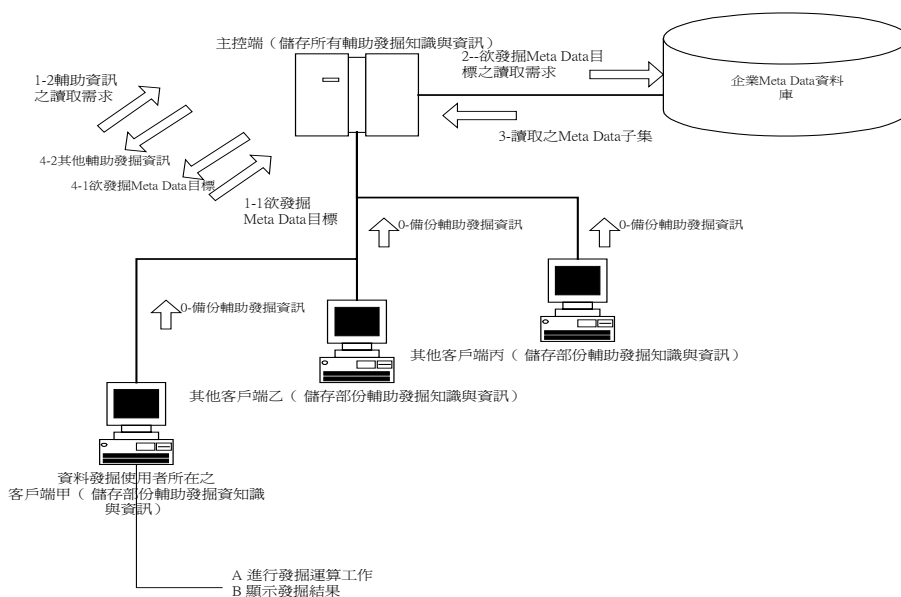 主控端（儲存所有輔助發掘知識與資訊）
2--欲發掘Meta Data目
標之讀取需求
企業Meta Data資料
庫
1-2輔助資訊
之讀取需求
3-讀取之Meta Data子集
4-2其他輔助發掘資訊
4-1欲發掘Meta Data目標
1-1欲發掘
Meta Data目標
0-備份輔助發掘資訊
0-備份輔助發掘資訊
0-備份輔助發掘資訊
其他客戶端丙（ 儲存部份輔助發掘知識與資訊）
其他客戶端乙（ 儲存部份輔助發掘知識與資訊）
資料發掘使用者所在之
客戶端甲（ 儲存部份輔助發掘資知識
與資訊）
A 進行發掘運算工作
B 顯示發掘結果